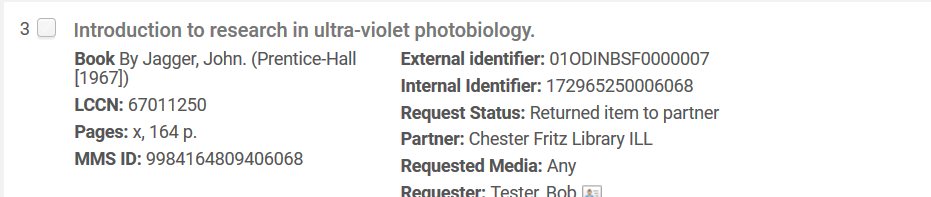 3 Introduction to research in ultra-violet photobiology.
Book By Jagger, John. (Prentice-Hall
[1967])
LCCN: 67011250
Pages: x, 164 p.
MMS ID: 9984164809406068
External identifier: 01ODINBSF0000007
Internal Identifier: 172965250006068
Request Status: Returned item to partner
Partner: Chester Fritz Library ILL
Requested Media: Any
Requester: Tester, Bob